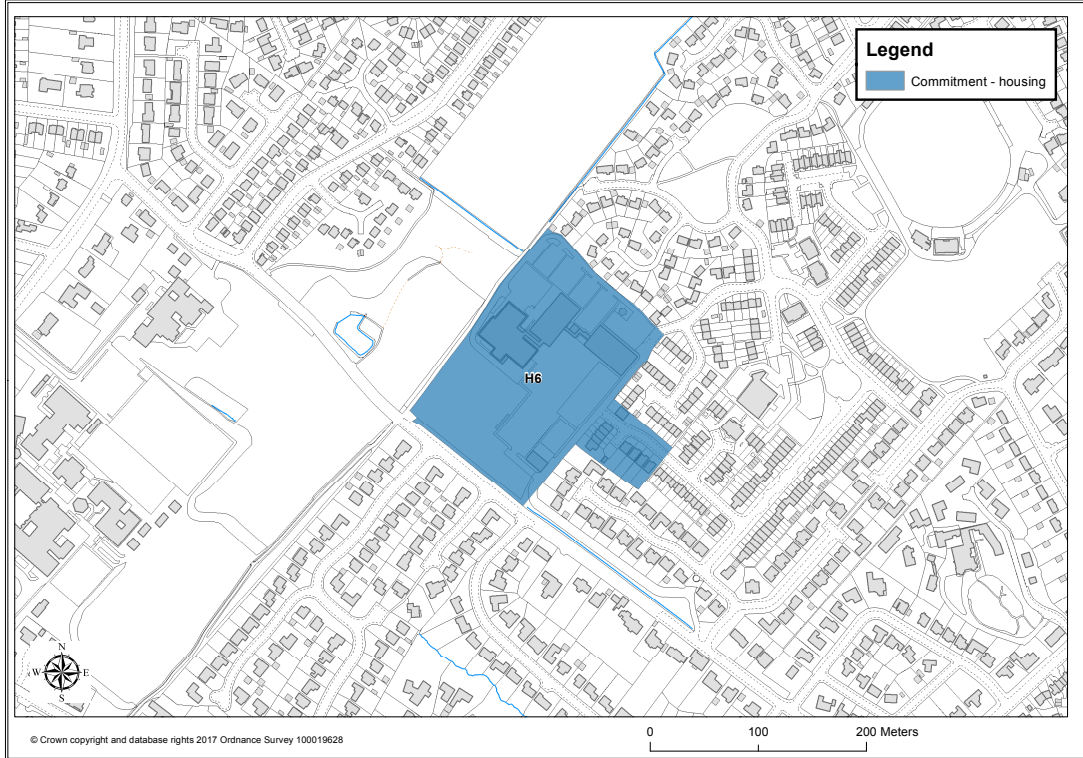 Legend
Commitment - housing
H6
N
W E
S
© Crown copyright and database rights 2017 Ordnance Survey 100019628
0 100 200 Meters